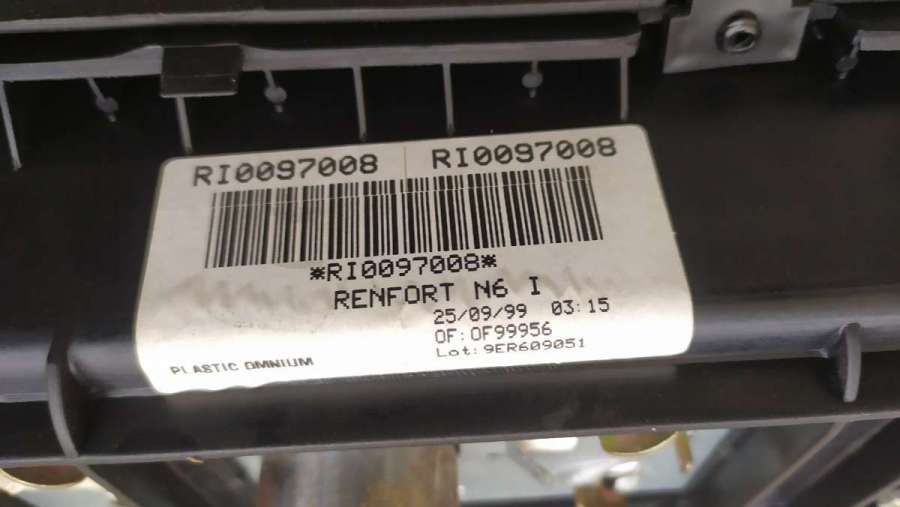 RI0097008 RI0097008
*RI0097008*
RENFORT N6 I
25/09/99 03:15
OF:OF99956
Lot:9ER609051
PLASTIC OMNIUM